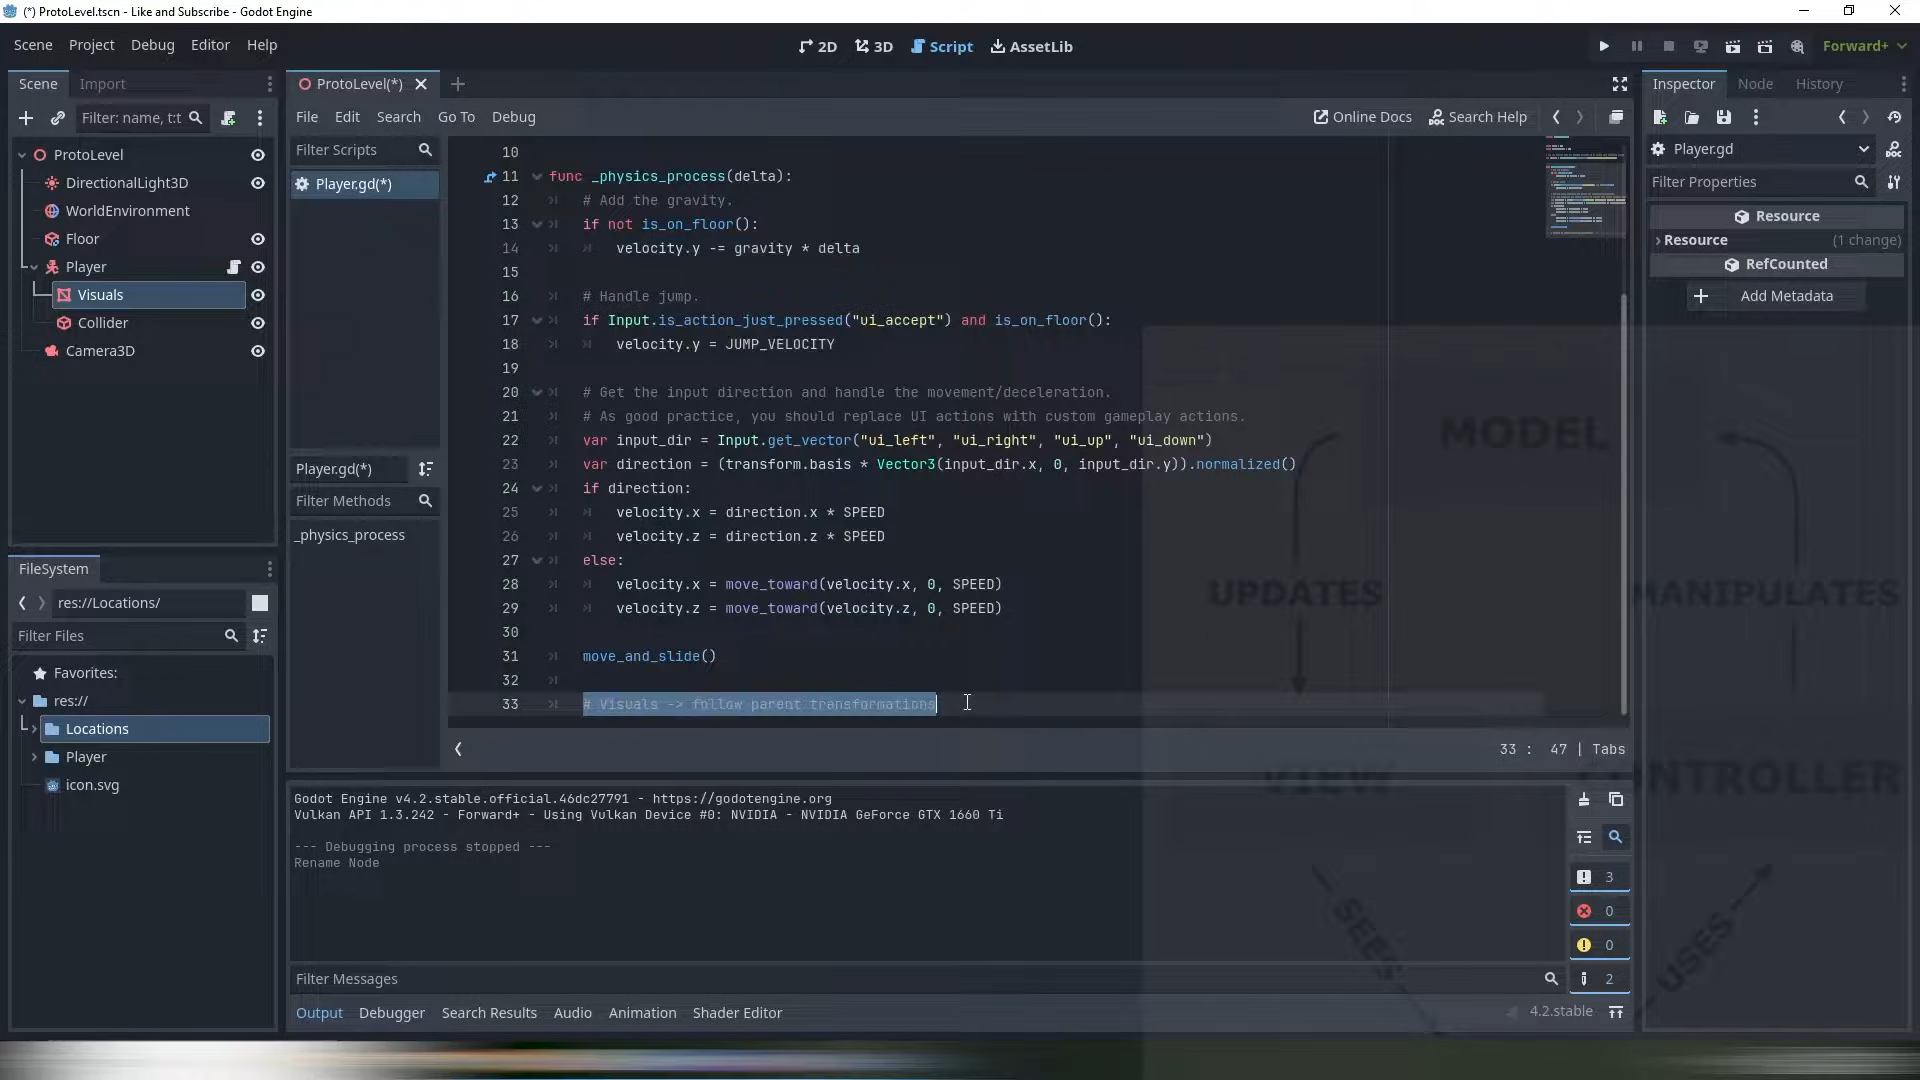 (*) ProtoLevel.tscn - Like and Subscribe - Godot Engine
Scene Project Debug Editor Help
2D 3D Script AssetLib
Forward+
Scene Import
Filter: name, t:t
ProtoLevel
DirectionalLight3D
WorldEnvironment
Floor
Player
Visuals
Collider
Camera3D
FileSystem
res://Locations/
Filter Files
Favorites:
res://
Locations
Player
icon.svg
ProtoLevel(*)
File Edit Search Go To Debug
Online Docs Search Help
Filter Scripts
Player.gd(*)
Player.gd(*)
Filter Methods
_physics_process
10
11 func _physics_process(delta):
12 # Add the gravity.
13 if not is_on_floor():
14 velocity.y -= gravity * delta
15
16 # Handle jump.
17 if Input.is_action_just_pressed("ui_accept") and is_on_floor():
18 velocity.y = JUMP_VELOCITY
19
20 # Get the input direction and handle the movement/deceleration.
21 # As good practice, you should replace UI actions with custom gameplay actions.
22 var input_dir = Input.get_vector("ui_left", "ui_right", "ui_up", "ui_down")
23 var direction = (transform.basis * Vector3(input_dir.x, 0, input_dir.y)).normalized()
24 if direction:
25 velocity.x = direction.x * SPEED
26 velocity.z = direction.z * SPEED
27 else:
28 velocity.x = move_toward(velocity.x, 0, SPEED)
29 velocity.z = move_toward(velocity.z, 0, SPEED)
30
31 move_and_slide()
32
33 # Visuals -> follow parent transformations
33 : 47 | Tabs
Godot Engine v4.2.stable.official.46dc27791 - https://godotengine.org
Vulkan API 1.3.242 - Forward+ - Using Vulkan Device #0: NVIDIA - NVIDIA GeForce GTX 1660 Ti
--- Debugging process stopped ---
Rename Node
3
0
0
2
Filter Messages
Output Debugger Search Results Audio Animation Shader Editor
4.2.stable
Inspector Node History
Player.gd
Filter Properties
Resource
Resource (1 change)
RefCounted
Add Metadata
MODEL
UPDATES
MANIPULATES
VIEW
CONTROLLER
SEES
USES